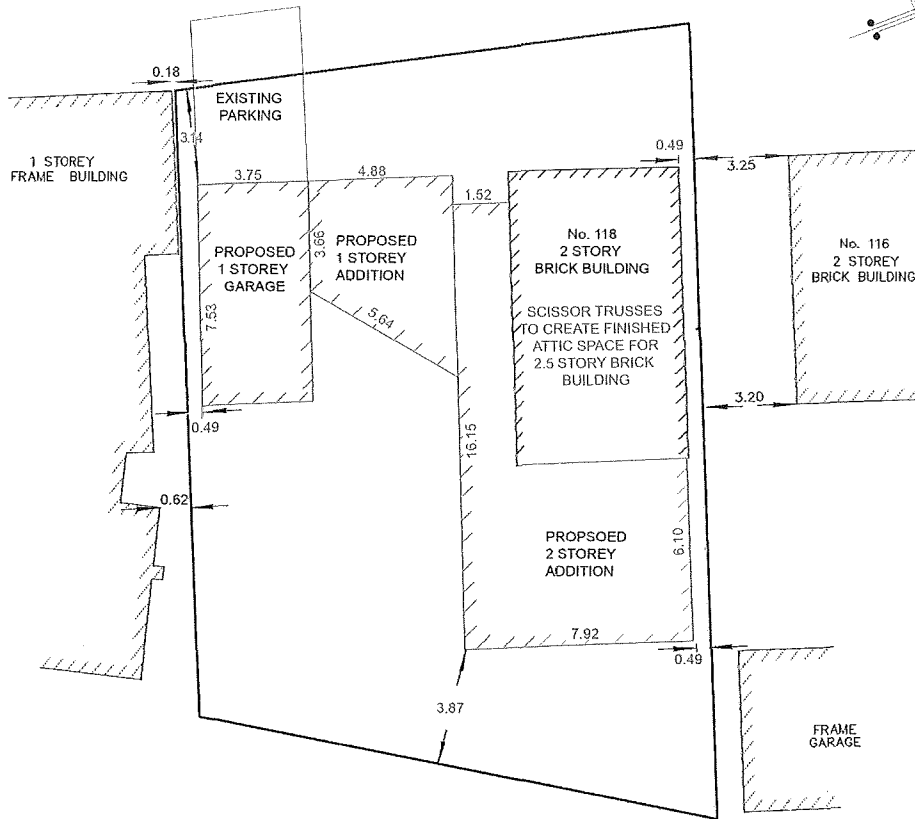 0.18
EXISTING
PARKING
3.14
1 STOREY
FRAME BUILDING
3.75
4.88
0.49
3.25
1.52
PROPOSED
1 STOREY
GARAGE
3.66
PROPOSED
1 STOREY
ADDITION
No. 118
2 STORY
BRICK BUILDING
No. 116
2 STOREY
BRICK BUILDING
7.53
5.64
SCISSOR TRUSSES
TO CREATE FINISHED
ATTIC SPACE FOR
2.5 STORY BRICK
BUILDING
3.20
0.49
16.15
0.62
PROPSOED
2 STOREY
ADDITION
6.10
7.92
0.49
3.87
FRAME
GARAGE